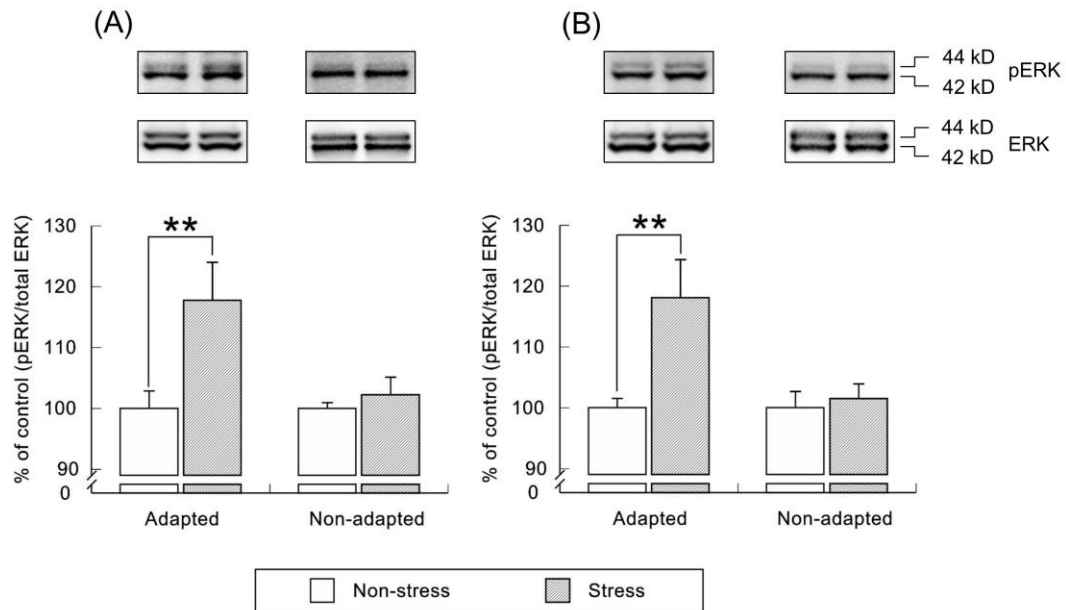 (A)
(B)
44 kD
42 kD
pERK
44 kD
42 kD
ERK
% of control (pERK/total ERK)
130
120
110
100
90
0
**
Adapted
Non-adapted
% of control (pERK/total ERK)
130
120
110
100
90
0
**
Adapted
Non-adapted
Non-stress
Stress